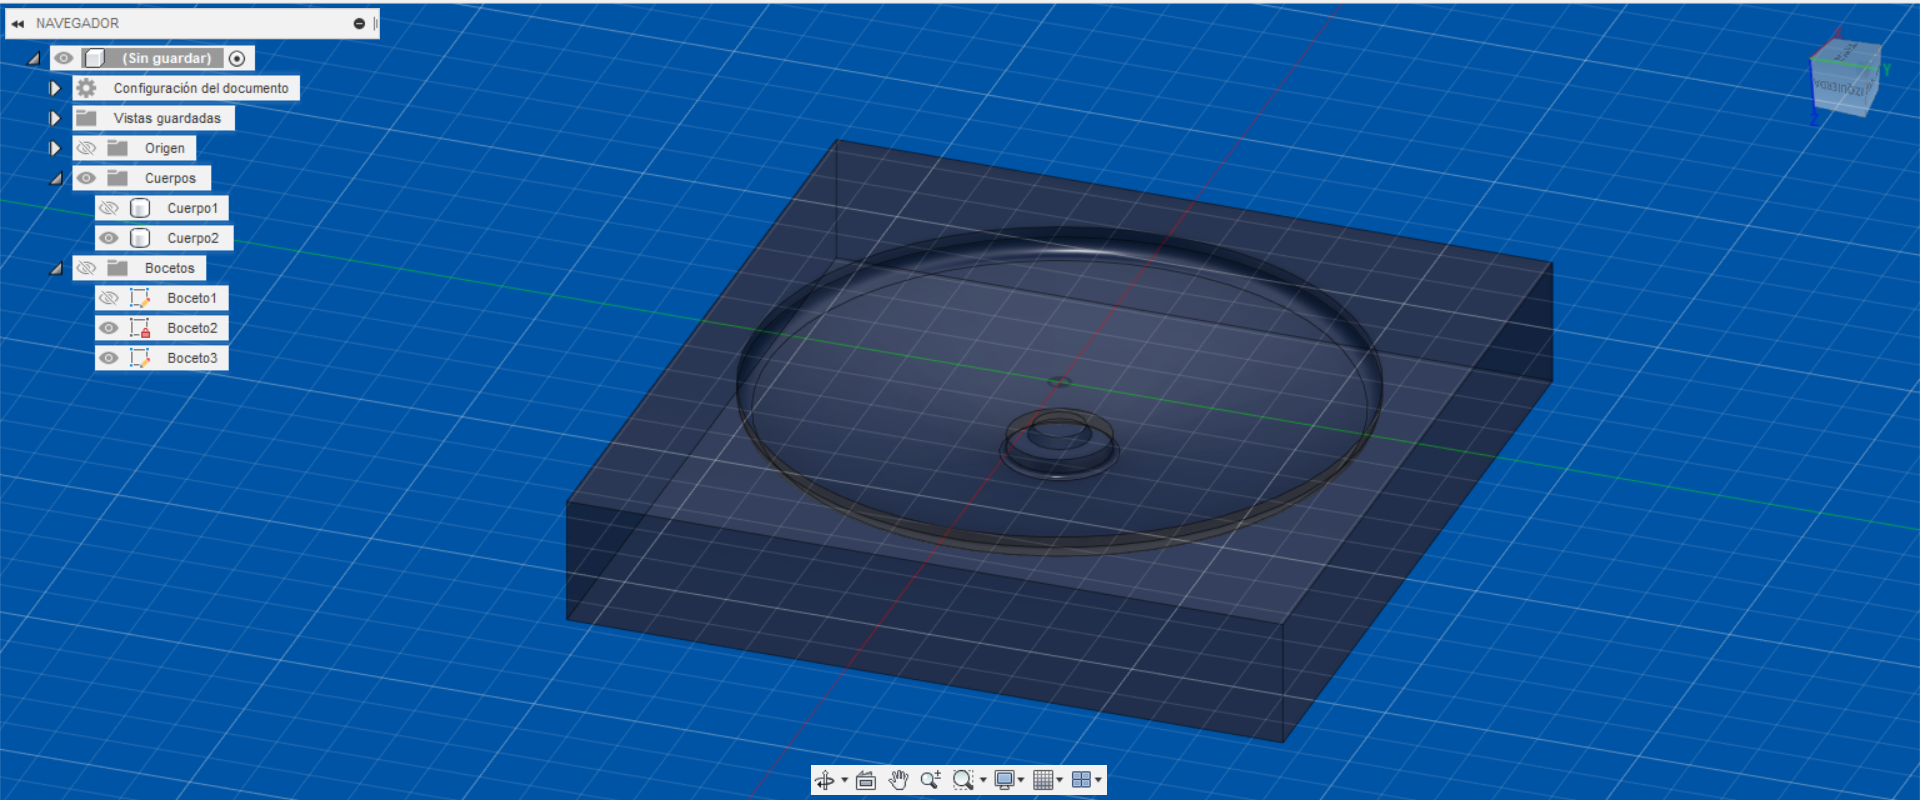 NAVEGADOR
(Sin guardar)
Configuración del documento
Vistas guardadas
Origen
Cuerpos
Cuerpo1
Cuerpo2
Bocetos
Boceto1
Boceto2
Boceto3
Y
IZQUIERDA
Z